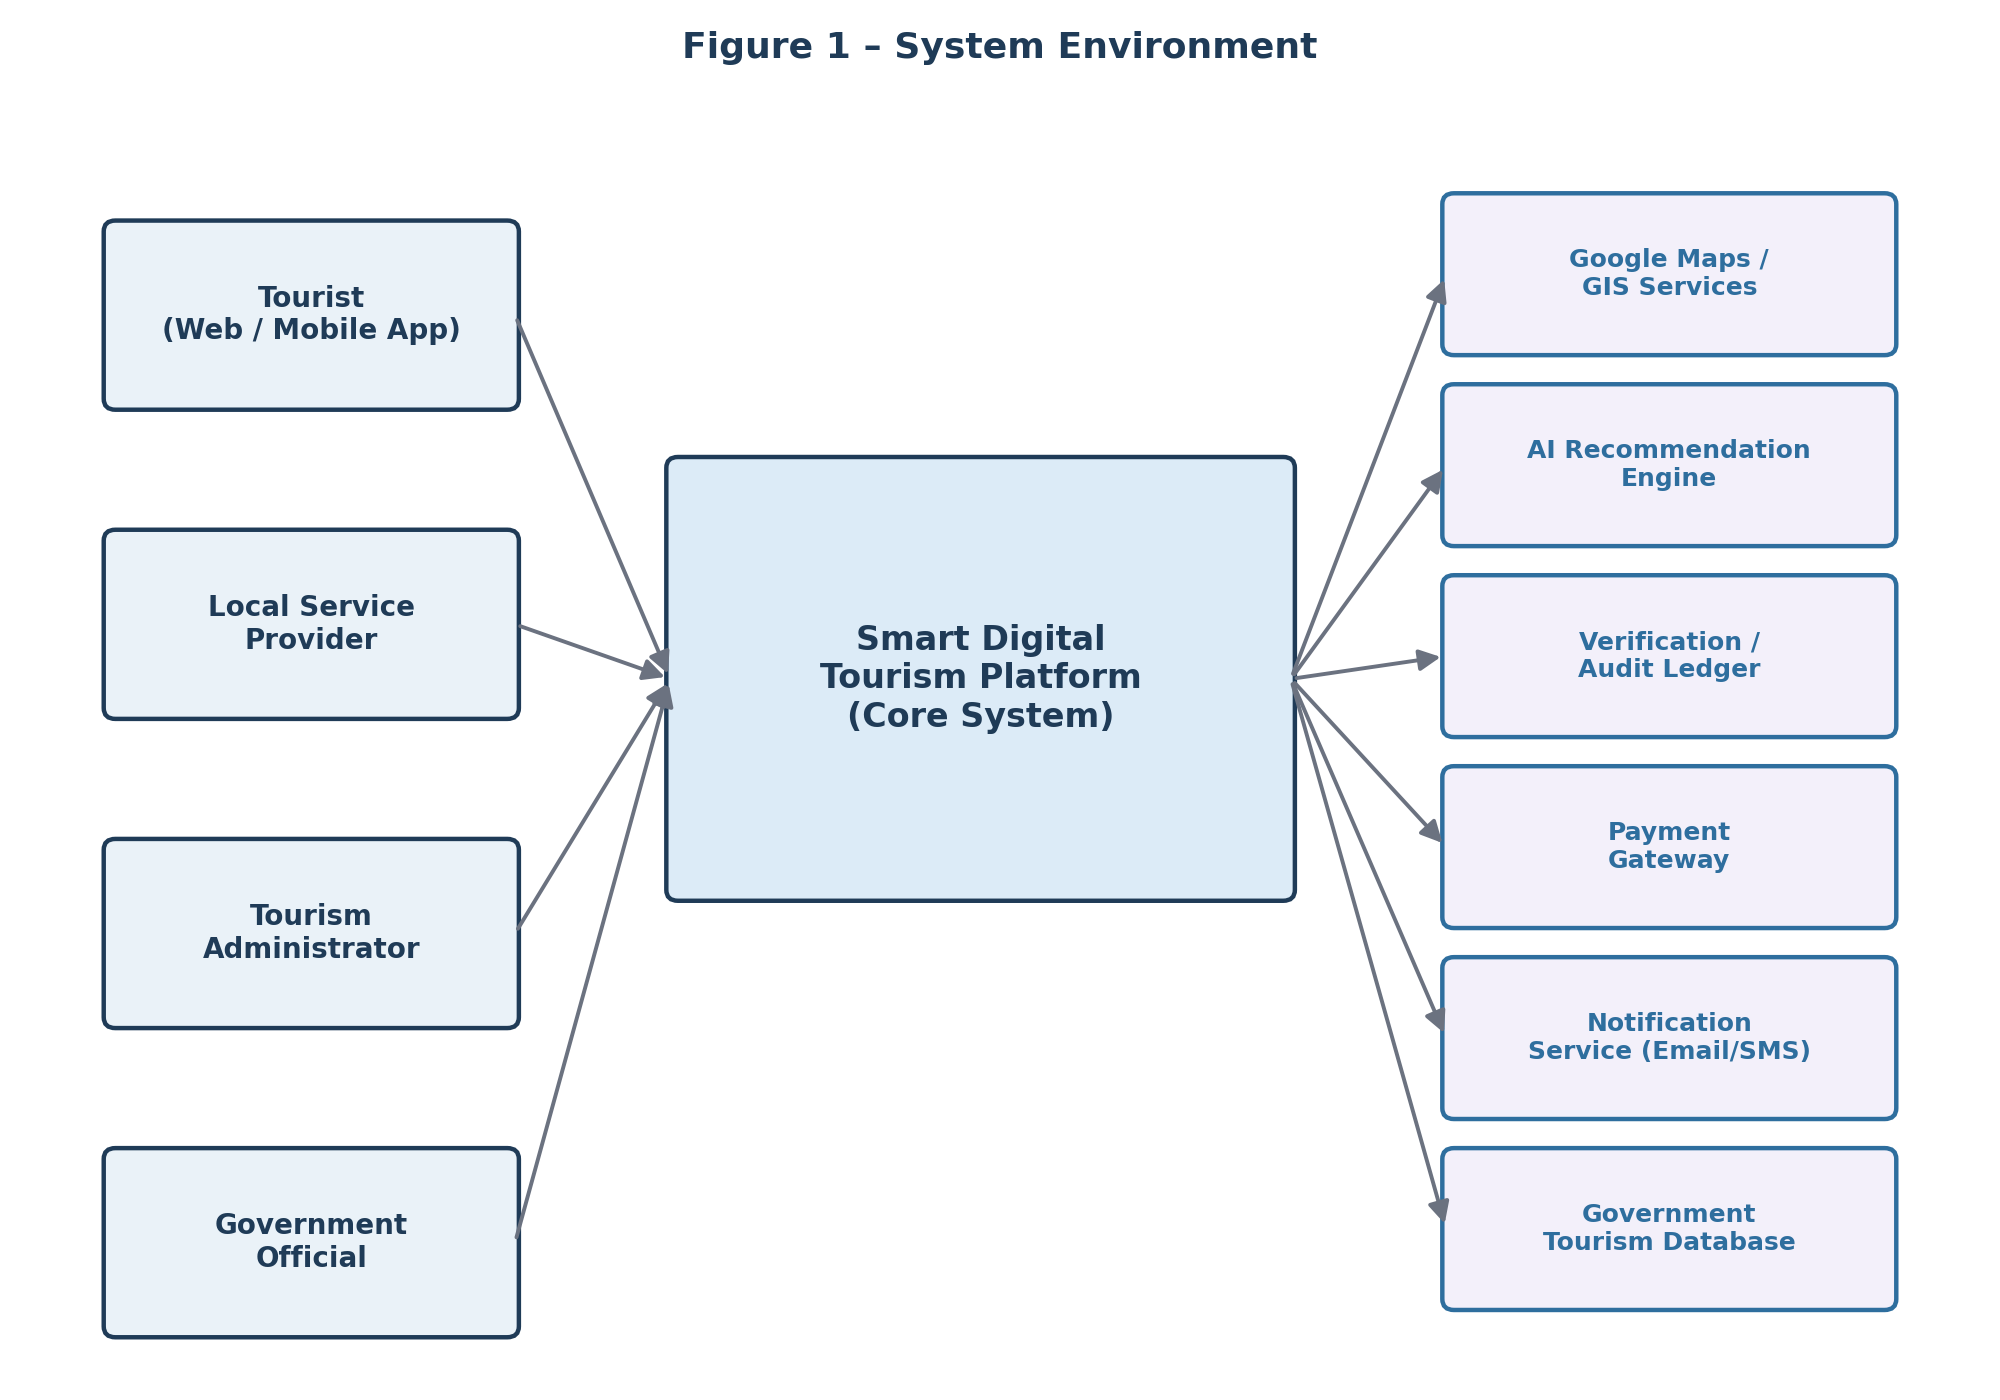 Figure 1 – System Environment
Tourist
(Web / Mobile App)
Local Service
Provider
Tourism
Administrator
Government
Official
Smart Digital
Tourism Platform
(Core System)
Google Maps /
GIS Services
AI Recommendation
Engine
Verification /
Audit Ledger
Payment
Gateway
Notification
Service (Email/SMS)
Government
Tourism Database